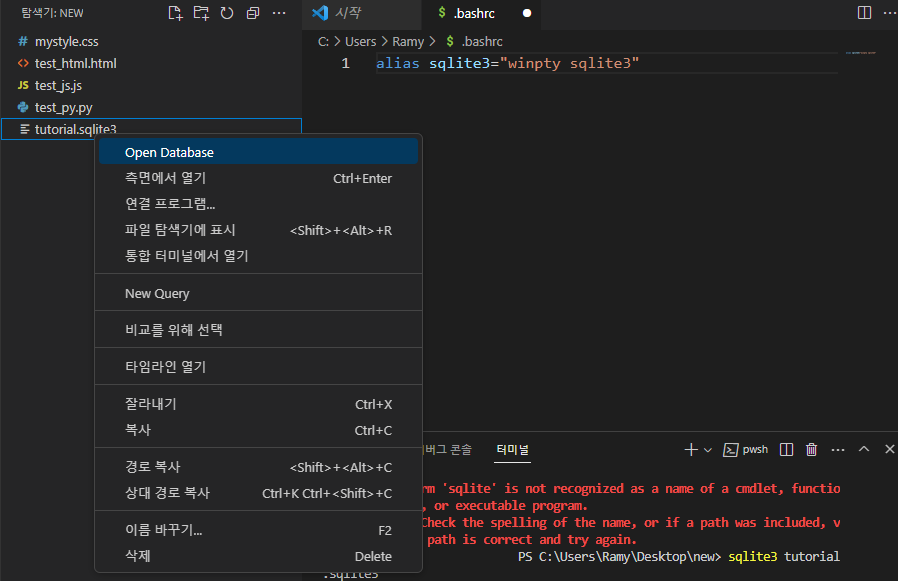 탐색기: NEW
mystyle.css
test_html.html
JS test_js.js
test_py.py
tutorial.sqlite3
Open Database
측면에서 열기 Ctrl+Enter
연결 프로그램...
파일 탐색기에 표시 <Shift>+<Alt>+R
통합 터미널에서 열기
New Query
비교를 위해 선택
타임라인 열기
잘라내기 Ctrl+X
복사 Ctrl+C
경로 복사 <Shift>+<Alt>+C
상대 경로 복사 Ctrl+K Ctrl+<Shift>+C
이름 바꾸기... F2
삭제 Delete
시작
$ .bashrc
C: > Users > Ramy > $ .bashrc
1 alias sqlite3="winpty sqlite3"
버그 콘솔 터미널 pwsh
rm 'sqlite' is not recognized as a name of a cmdlet, functio
, or executable program.
Check the spelling of the name, or if a path was included, v
path is correct and try again.
PS C:\Users\Ramy\Desktop\new> sqlite3 tutorial
.sqlite3